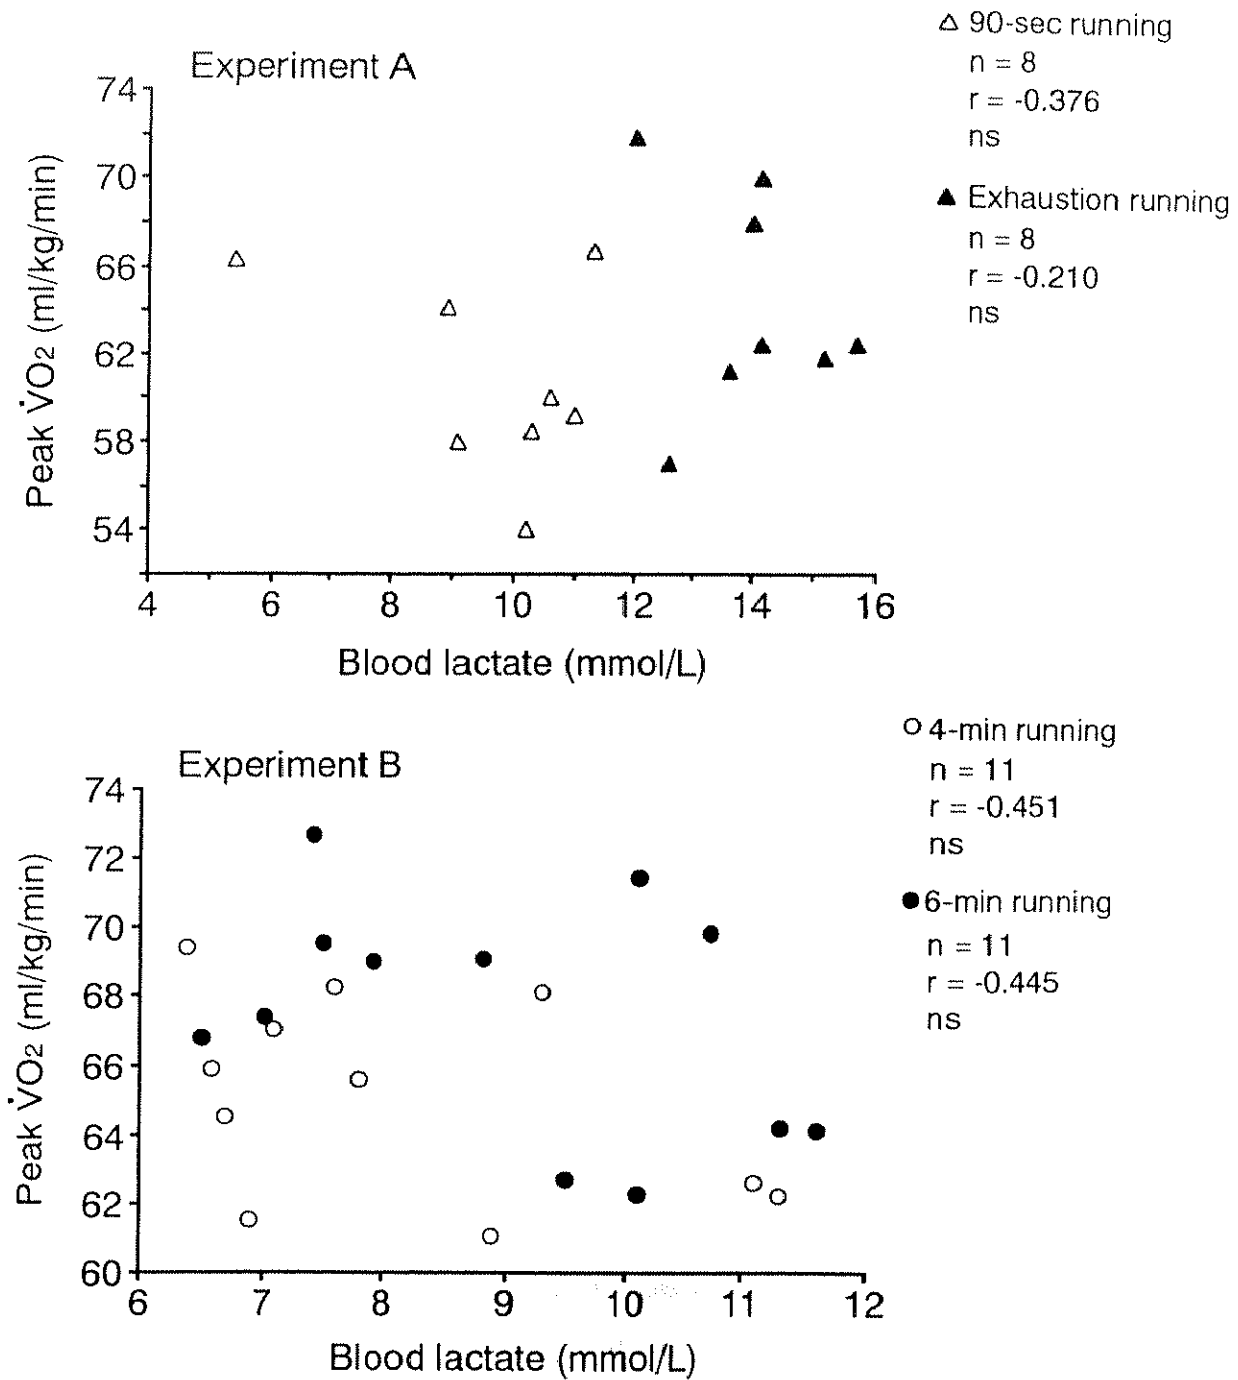 Experiment A
△ 90-sec running
n = 8
r = -0.376
ns
▲ Exhaustion running
n = 8
r = -0.210
ns
Peak V̇O2 (ml/kg/min)
74
70
66
62
58
54
4 6 8 10 12 14 16
Blood lactate (mmol/L)
Experiment B
○ 4-min running
n = 11
r = -0.451
ns
● 6-min running
n = 11
r = -0.445
ns
Peak V̇O2 (ml/kg/min)
74
72
70
68
66
64
62
60
6 7 8 9 10 11 12
Blood lactate (mmol/L)